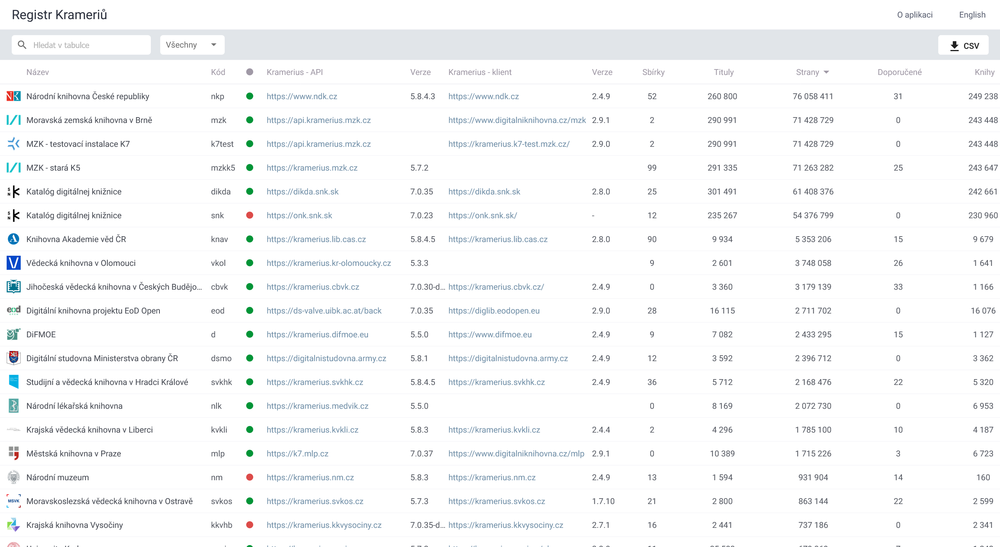 Registr Krameriů O aplikaci English
Hledat v tabulce Všechny CSV
Název Kód Kramerius - API Verze Kramerius - klient Verze Sbírky Tituly Strany Doporučené Knihy
NK Národní knihovna České republiky nkp https://www.ndk.cz 5.8.4.3 https://www.ndk.cz 2.4.9 52 260 800 76 058 411 31 249 238
Moravská zemská knihovna v Brně mzk https://api.kramerius.mzk.cz https://www.digitalniknihovna.cz/mzk 2.9.1 2 290 991 71 428 729 0 243 448
MZK - testovací instalace K7 k7test https://api.kramerius.mzk.cz https://kramerius.k7-test.mzk.cz/ 2.9.0 2 290 991 71 428 729 0 243 448
MZK - stará K5 mzkk5 https://kramerius.mzk.cz 5.7.2 99 291 335 71 263 282 25 243 647
SNK Katalóg digitálnej knižnice dikda https://dikda.snk.sk 7.0.35 https://dikda.snk.sk 2.8.0 25 301 491 61 408 376 242 661
SNK Katalóg digitálnej knižnice snk https://onk.snk.sk 7.0.23 https://onk.snk.sk/ - 12 235 267 54 376 799 0 230 960
A Knihovna Akademie věd ČR knav https://kramerius.lib.cas.cz 5.8.4.5 https://kramerius.lib.cas.cz 2.8.0 90 9 934 5 353 206 15 9 679
V Vědecká knihovna v Olomouci vkol https://kramerius.kr-olomoucky.cz 5.3.3 9 2 601 3 748 058 26 1 641
Jihočeská vědecká knihovna v Českých Budějo... cbvk https://kramerius.cbvk.cz 7.0.30-d... https://kramerius.cbvk.cz/ 2.4.9 0 3 360 3 179 139 33 1 166
eod OPEN Digitální knihovna projektu EoD Open eod https://ds-valve.uibk.ac.at/back 7.0.35 https://diglib.eodopen.eu 2.9.0 28 16 115 2 711 702 0 16 076
DiFMOE d https://kramerius.difmoe.eu 5.5.0 https://www.difmoe.eu 2.4.9 9 7 082 2 433 295 15 1 127
Digitální studovna Ministerstva obrany ČR dsmo https://digitalnistudovna.army.cz 5.8.1 https://digitalnistudovna.army.cz 2.4.9 12 3 592 2 396 712 0 3 362
Studijní a vědecká knihovna v Hradci Králové svkhk https://kramerius.svkhk.cz 5.8.4.5 https://kramerius.svkhk.cz 2.4.9 36 5 712 2 168 476 22 5 320
Národní lékařská knihovna nlk https://kramerius.medvik.cz 5.5.0 0 8 169 2 072 730 0 6 953
Krajská vědecká knihovna v Liberci kvkli https://kramerius.kvkli.cz 5.8.3 https://kramerius.kvkli.cz 2.4.4 2 4 296 1 785 100 10 4 187
Městská knihovna v Praze mlp https://k7.mlp.cz 7.0.37 https://www.digitalniknihovna.cz/mlp 2.9.1 0 10 389 1 715 226 3 6 723
Národní muzeum nm https://kramerius.nm.cz 5.8.3 https://kramerius.nm.cz 2.4.9 13 1 594 931 904 14 160
MSVK Moravskoslezská vědecká knihovna v Ostravě svkos https://kramerius.svkos.cz 5.7.3 https://kramerius.svkos.cz 1.7.10 21 2 800 863 144 22 2 599
Krajská knihovna Vysočiny kkvhb https://kramerius.kkvysociny.cz 7.0.35-d... https://kramerius.kkvysociny.cz 2.7.1 16 2 441 737 186 0 2 341